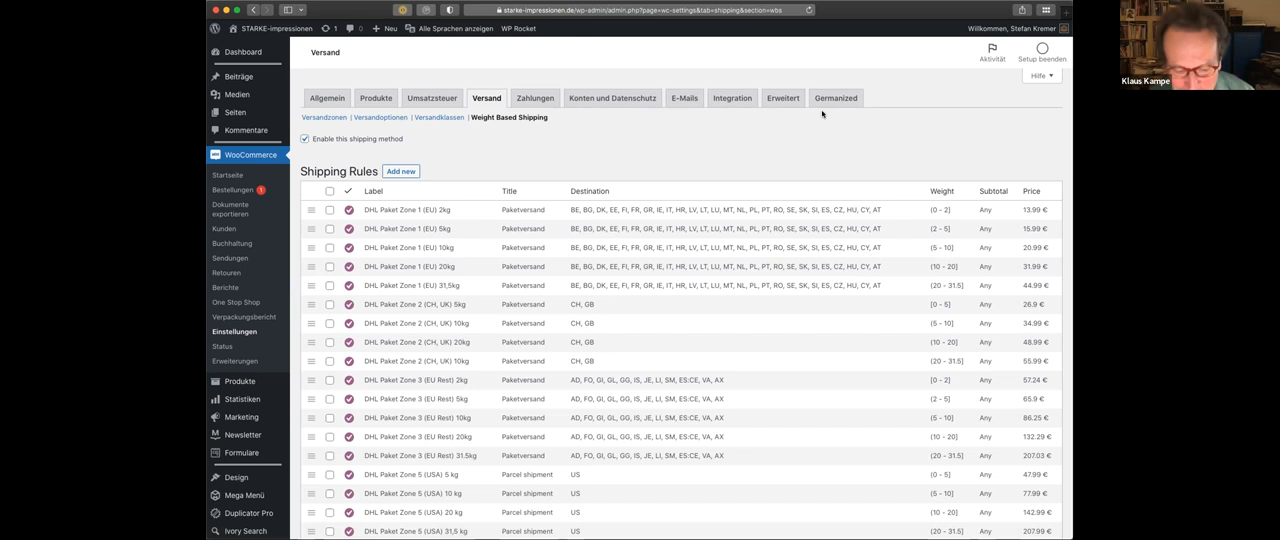 starke-impressionen.de/wp-admin/admin.php?page=wc-settings&tab=shipping&section=wbs
STARKE-impressionen 1 0 Neu Alle Sprachen anzeigen WP Rocket Willkommen, Stefan Kremer
Klaus Kampe
Dashboard
Beiträge
Medien
Seiten
Kommentare
WooCommerce
Startseite
Bestellungen 1
Dokumente
exportieren
Kunden
Buchhaltung
Sendungen
Retouren
Berichte
One Stop Shop
Verpackungsbericht
Einstellungen
Status
Erweiterungen
Produkte
Statistiken
Marketing
Newsletter
Formulare
Design
Mega Menü
Duplicator Pro
Ivory Search
Versand
Aktivität Setup beenden
Hilfe
Allgemein Produkte Umsatzsteuer Versand Zahlungen Konten und Datenschutz E-Mails Integration Erweitert Germanized
Versandzonen | Versandoptionen | Versandklassen | Weight Based Shipping
Enable this shipping method
Shipping Rules Add new
Label Title Destination Weight Subtotal Price
DHL Paket Zone 1 (EU) 2kg Paketversand BE, BG, DK, EE, FI, FR, GR, IE, IT, HR, LV, LT, LU, MT, NL, PL, PT, RO, SE, SK, SI, ES, CZ, HU, CY, AT (0 - 2] Any 13.99 €
DHL Paket Zone 1 (EU) 5kg Paketversand BE, BG, DK, EE, FI, FR, GR, IE, IT, HR, LV, LT, LU, MT, NL, PL, PT, RO, SE, SK, SI, ES, CZ, HU, CY, AT (2 - 5] Any 15.99 €
DHL Paket Zone 1 (EU) 10kg Paketversand BE, BG, DK, EE, FI, FR, GR, IE, IT, HR, LV, LT, LU, MT, NL, PL, PT, RO, SE, SK, SI, ES, CZ, HU, CY, AT (5 - 10] Any 20.99 €
DHL Paket Zone 1 (EU) 20kg Paketversand BE, BG, DK, EE, FI, FR, GR, IE, IT, HR, LV, LT, LU, MT, NL, PL, PT, RO, SE, SK, SI, ES, CZ, HU, CY, AT (10 - 20] Any 31.99 €
DHL Paket Zone 1 (EU) 31,5kg Paketversand BE, BG, DK, EE, FI, FR, GR, IE, IT, HR, LV, LT, LU, MT, NL, PL, PT, RO, SE, SK, SI, ES, CZ, HU, CY, AT (20 - 31.5] Any 44.99 €
DHL Paket Zone 2 (CH, UK) 5kg Paketversand CH, GB [0 - 5] Any 26.9 €
DHL Paket Zone 2 (CH, UK) 10kg Paketversand CH, GB (5 - 10] Any 34.99 €
DHL Paket Zone 2 (CH, UK) 20kg Paketversand CH, GB (10 - 20] Any 48.99 €
DHL Paket Zone 2 (CH, UK) 10kg Paketversand CH, GB (20 - 31.5] Any 55.99 €
DHL Paket Zone 3 (EU Rest) 2kg Paketversand AD, FO, GI, GL, GG, IS, JE, LI, SM, ES:CE, VA, AX [0 - 2] Any 57.24 €
DHL Paket Zone 3 (EU Rest) 5kg Paketversand AD, FO, GI, GL, GG, IS, JE, LI, SM, ES:CE, VA, AX (2 - 5] Any 65.9 €
DHL Paket Zone 3 (EU Rest) 10kg Paketversand AD, FO, GI, GL, GG, IS, JE, LI, SM, ES:CE, VA, AX (5 - 10] Any 86.25 €
DHL Paket Zone 3 (EU Rest) 20kg Paketversand AD, FO, GI, GL, GG, IS, JE, LI, SM, ES:CE, VA, AX (10 - 20] Any 132.29 €
DHL Paket Zone 3 (EU Rest) 31.5kg Paketversand AD, FO, GI, GL, GG, IS, JE, LI, SM, ES:CE, VA, AX (20 - 31.5] Any 207.03 €
DHL Paket Zone 5 (USA) 5 kg Parcel shipment US (0 - 5] Any 47.99 €
DHL Paket Zone 5 (USA) 10 kg Parcel shipment US (5 - 10] Any 77.99 €
DHL Paket Zone 5 (USA) 20 kg Parcel shipment US (10 - 20] Any 142.99 €
DHL Paket Zone 5 (USA) 31,5 kg Parcel shipment US (20 - 31.5] Any 207.99 €